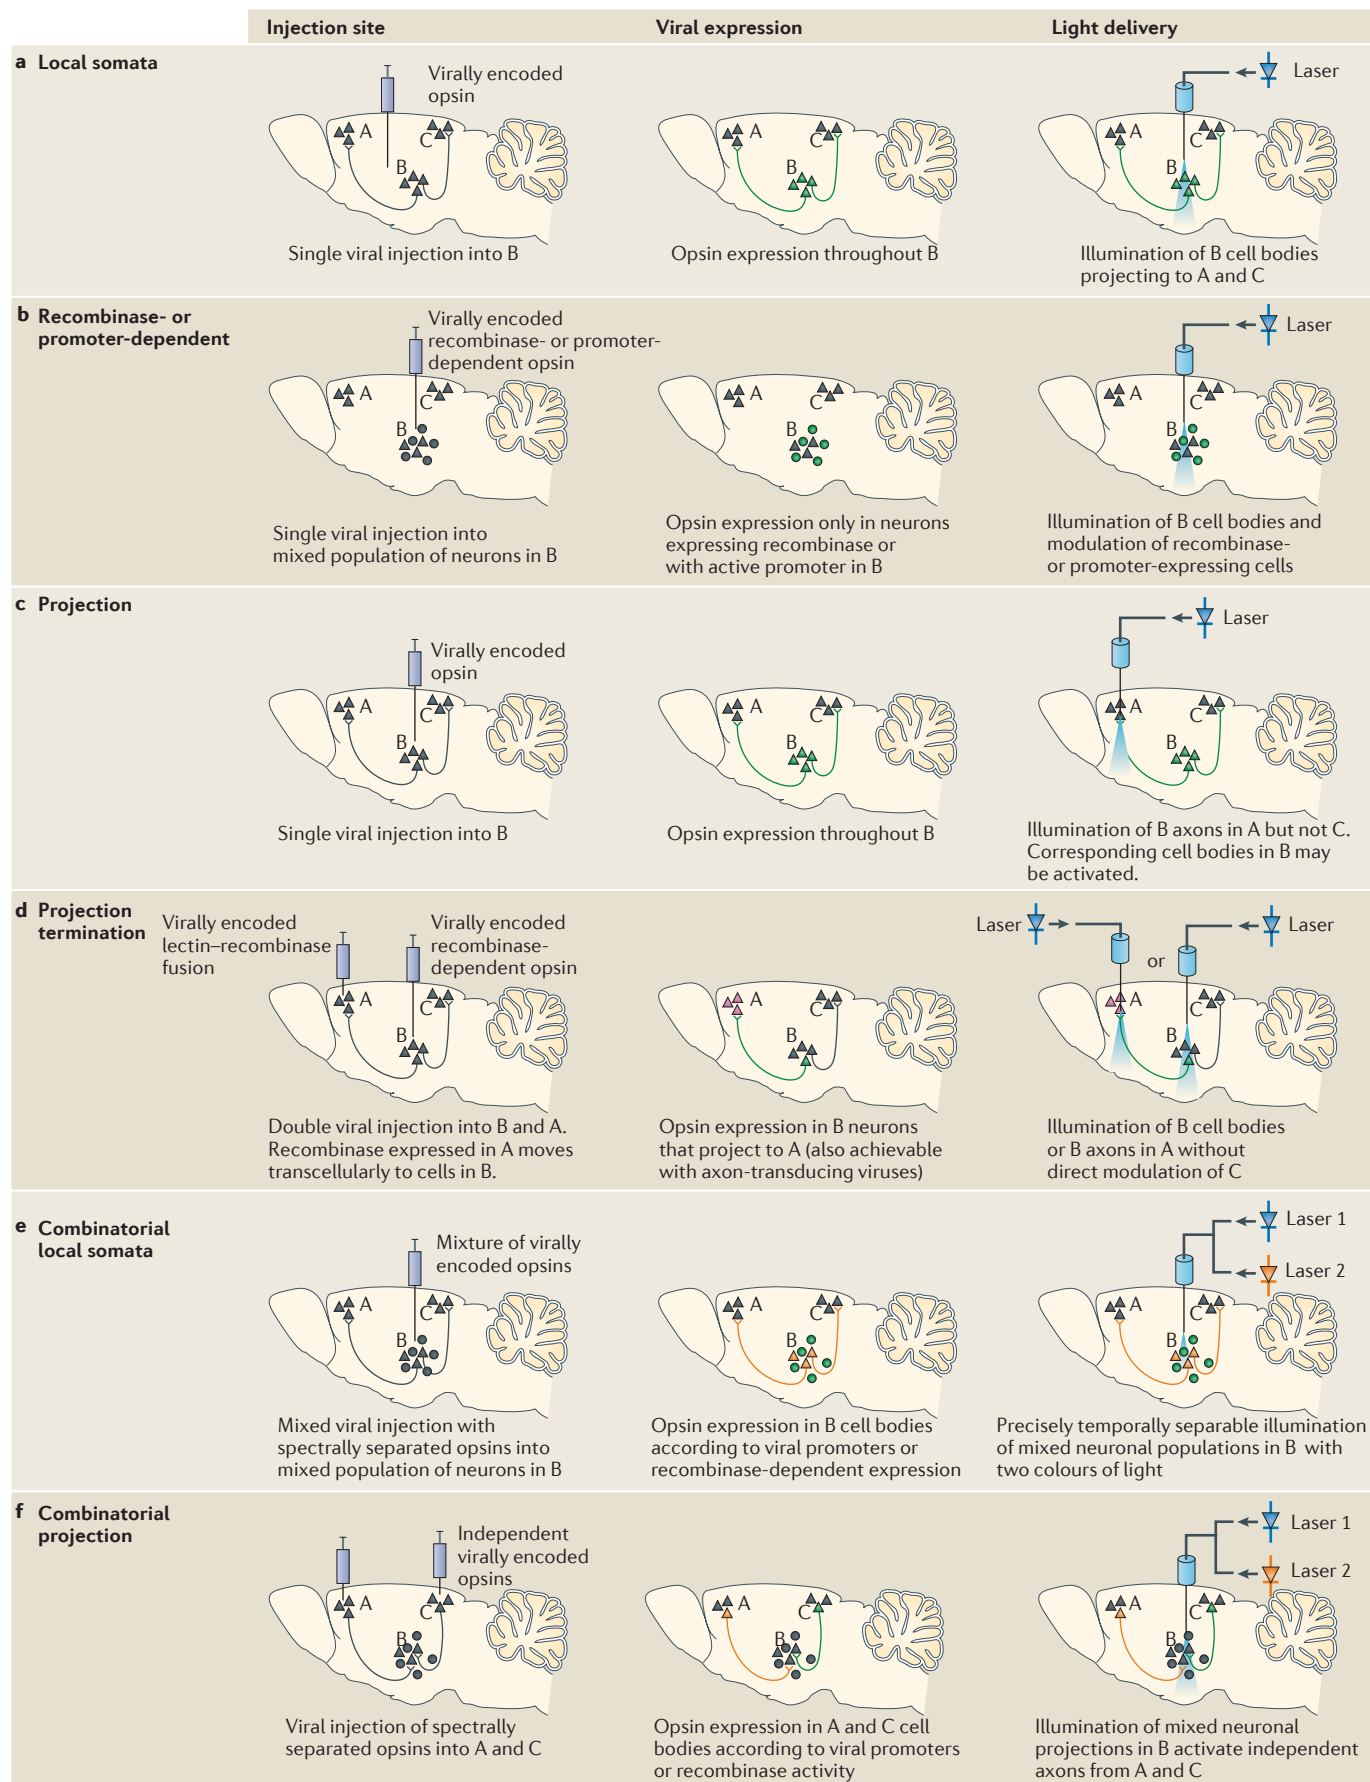 Injection site
Viral expression
Light delivery
a Local somata
Virally encoded
opsin
A
B
C
Single viral injection into B
A
B
C
Opsin expression throughout B
Laser
A
B
C
Illumination of B cell bodies
projecting to A and C
b Recombinase- or
promoter-dependent
Virally encoded
recombinase- or promoter-
dependent opsin
A
B
C
Single viral injection into
mixed population of neurons in B
A
B
C
Opsin expression only in neurons
expressing recombinase or
with active promoter in B
Laser
A
B
C
Illumination of B cell bodies and
modulation of recombinase-
or promoter-expressing cells
c Projection
Virally encoded
opsin
A
B
C
Single viral injection into B
A
B
C
Opsin expression throughout B
Laser
A
B
C
Illumination of B axons in A but not C.
Corresponding cell bodies in B may
be activated.
d Projection
termination
Virally encoded
lectin–recombinase
fusion
Virally encoded
recombinase-
dependent opsin
A
B
C
Double viral injection into B and A.
Recombinase expressed in A moves
transcellularly to cells in B.
A
B
C
Opsin expression in B neurons
that project to A (also achievable
with axon-transducing viruses)
Laser
or
Laser
A
B
C
Illumination of B cell bodies
or B axons in A without
direct modulation of C
e Combinatorial
local somata
Mixture of virally
encoded opsins
A
B
C
Mixed viral injection with
spectrally separated opsins into
mixed population of neurons in B
A
B
C
Opsin expression in B cell bodies
according to viral promoters or
recombinase-dependent expression
Laser 1
Laser 2
A
B
C
Precisely temporally separable illumination
of mixed neuronal populations in B with
two colours of light
f Combinatorial
projection
Independent
virally encoded
opsins
A
B
C
Viral injection of spectrally
separated opsins into A and C
A
B
C
Opsin expression in A and C cell
bodies according to viral promoters
or recombinase activity
Laser 1
Laser 2
A
B
C
Illumination of mixed neuronal
projections in B activate independent
axons from A and C